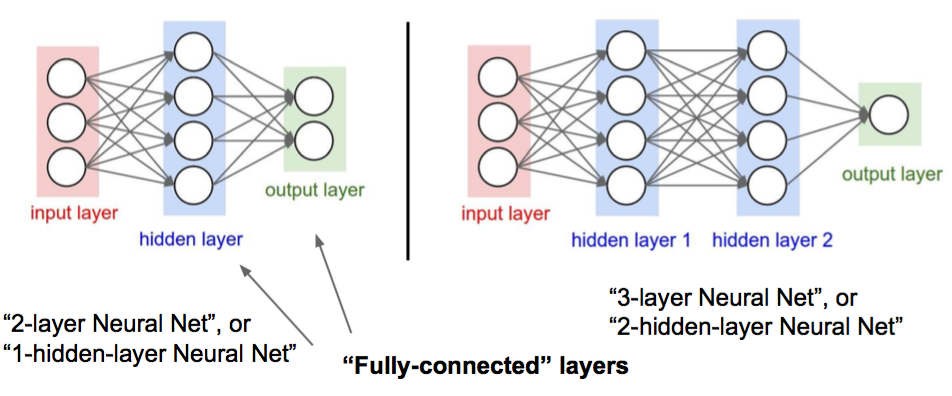 input layer
hidden layer
output layer
“2-layer Neural Net”, or
“1-hidden-layer Neural Net”
“Fully-connected” layers
input layer
hidden layer 1
hidden layer 2
output layer
“3-layer Neural Net”, or
“2-hidden-layer Neural Net”